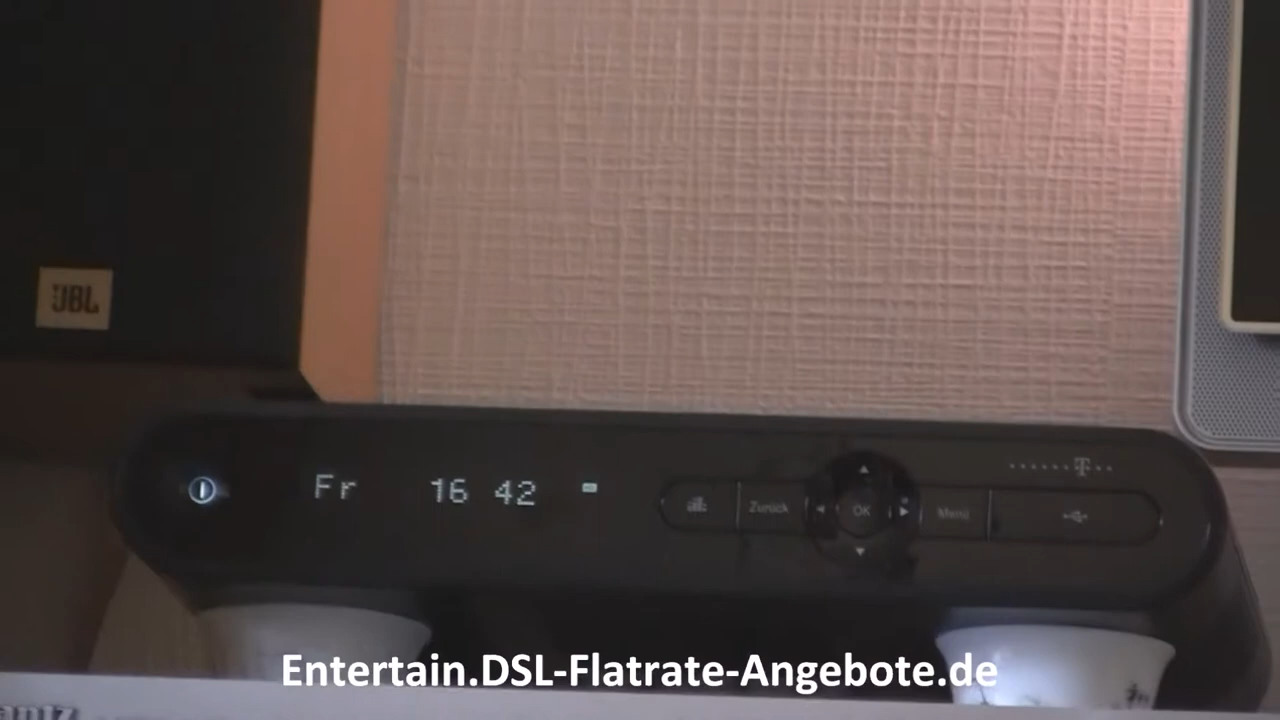 JBL
Fr 16 42
Zurück
OK
Menü
T
Entertain.DSL-Flatrate-Angebote.de